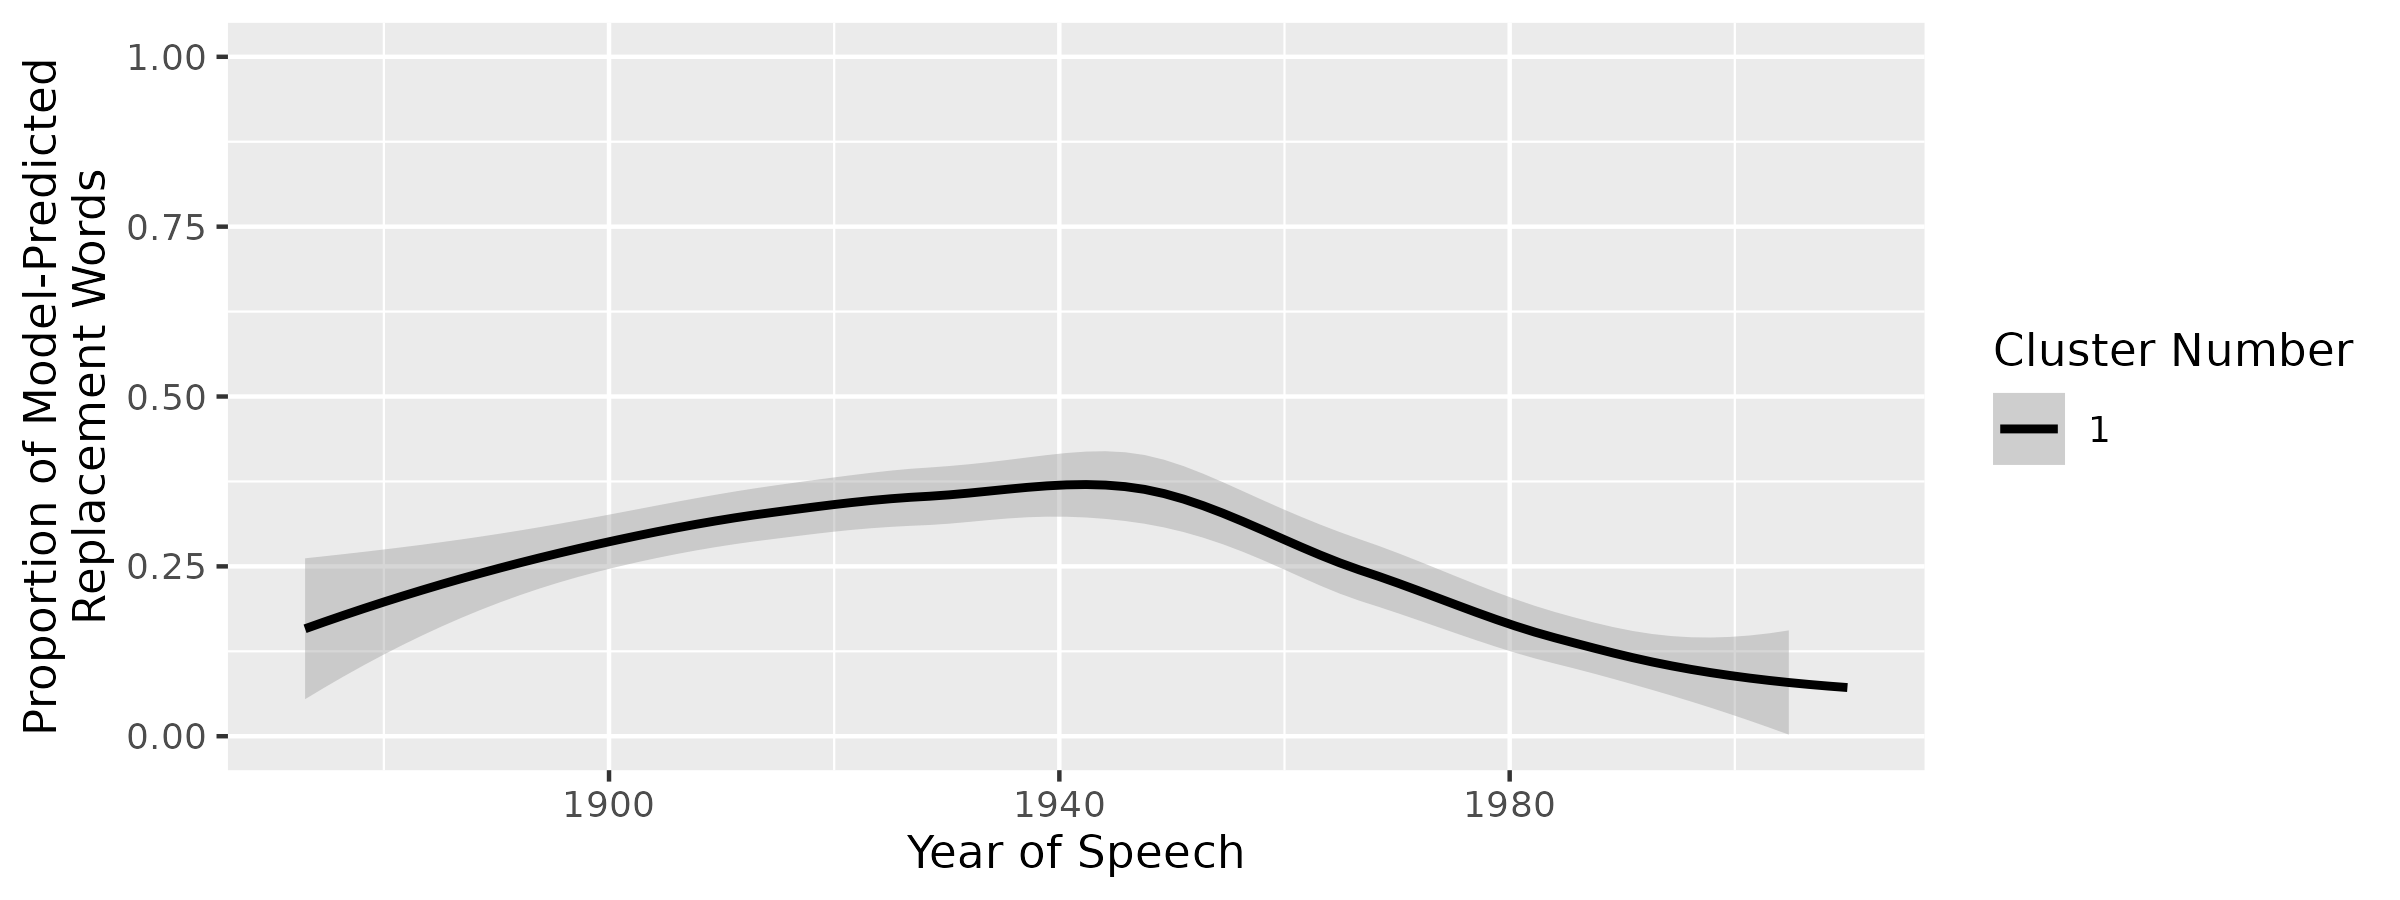 Proportion of Model-Predicted
Replacement Words
1.00
0.75
0.50
0.25
0.00
1900
1940
1980
Year of Speech
Cluster Number
1